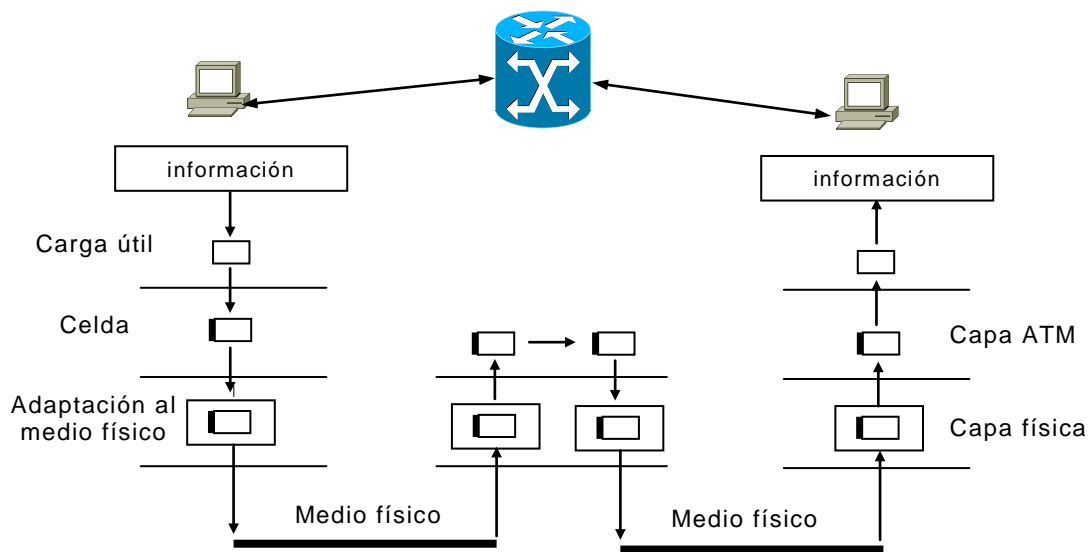 información
información
Carga útil
Celda
Capa ATM
Adaptación al
medio físico
Capa física
Medio físico
Medio físico